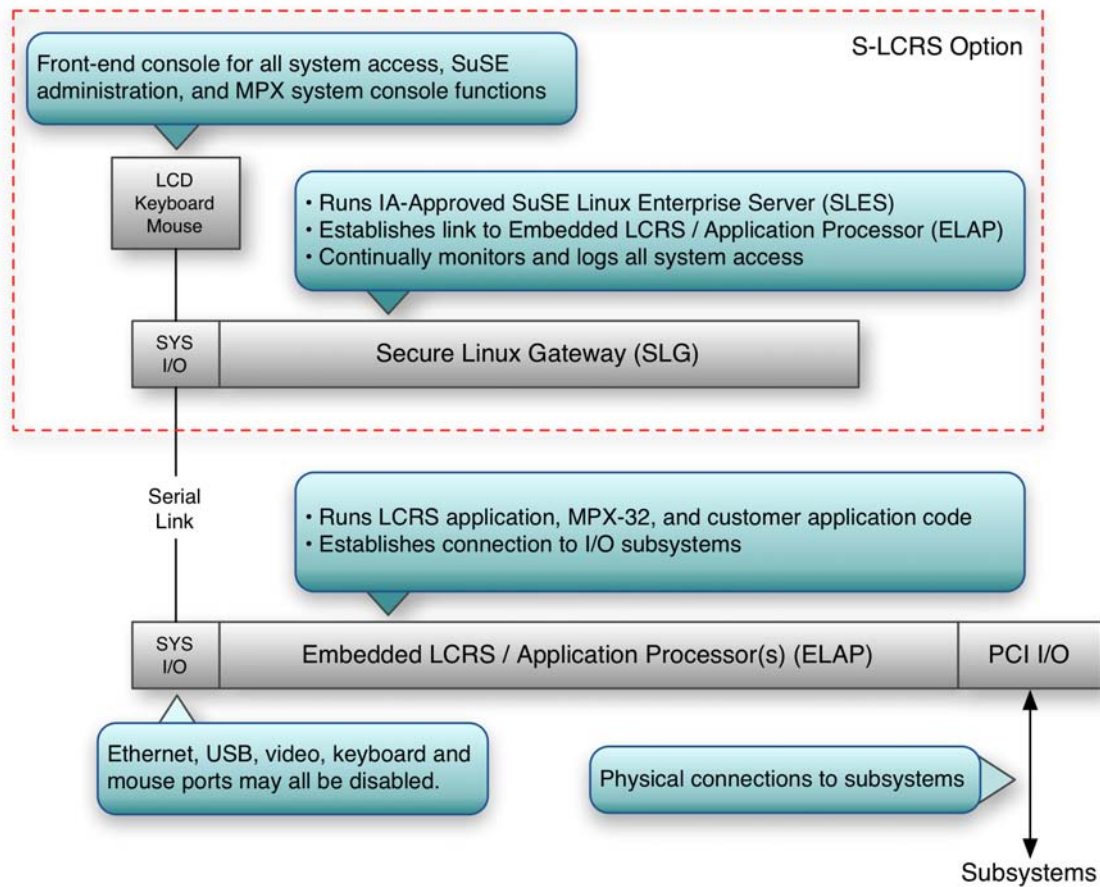 S-LCRS Option
Front-end console for all system access, SuSE
administration, and MPX system console functions
LCD
Keyboard
Mouse
• Runs IA-Approved SuSE Linux Enterprise Server (SLES)
• Establishes link to Embedded LCRS / Application Processor (ELAP)
• Continually monitors and logs all system access
SYS
I/O
Secure Linux Gateway (SLG)
Serial
Link
• Runs LCRS application, MPX-32, and customer application code
• Establishes connection to I/O subsystems
SYS
I/O
Embedded LCRS / Application Processor(s) (ELAP)
PCI I/O
Ethernet, USB, video, keyboard and
mouse ports may all be disabled.
Physical connections to subsystems
Subsystems